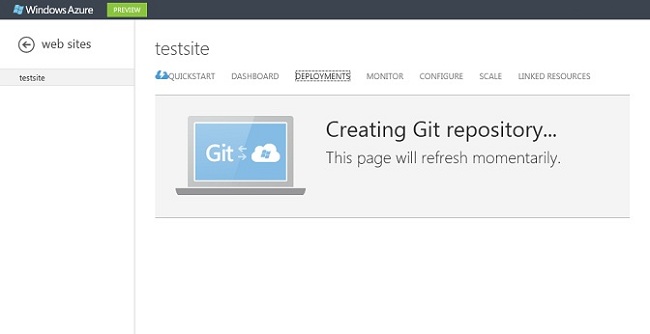 Windows Azure PREVIEW
web sites
testsite
testsite
QUICKSTART DASHBOARD DEPLOYMENTS MONITOR CONFIGURE SCALE LINKED RESOURCES
Git
Creating Git repository...
This page will refresh momentarily.